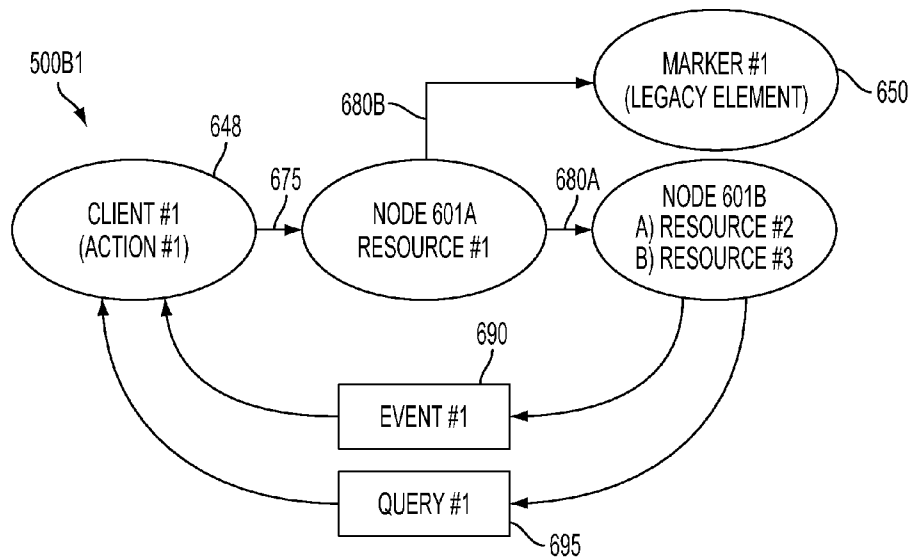 500B1
648
675
680B
MARKER #1
(LEGACY ELEMENT)
650
CLIENT #1
(ACTION #1)
NODE 601A
RESOURCE #1
680A
NODE 601B
A) RESOURCE #2
B) RESOURCE #3
690
EVENT #1
QUERY #1
695